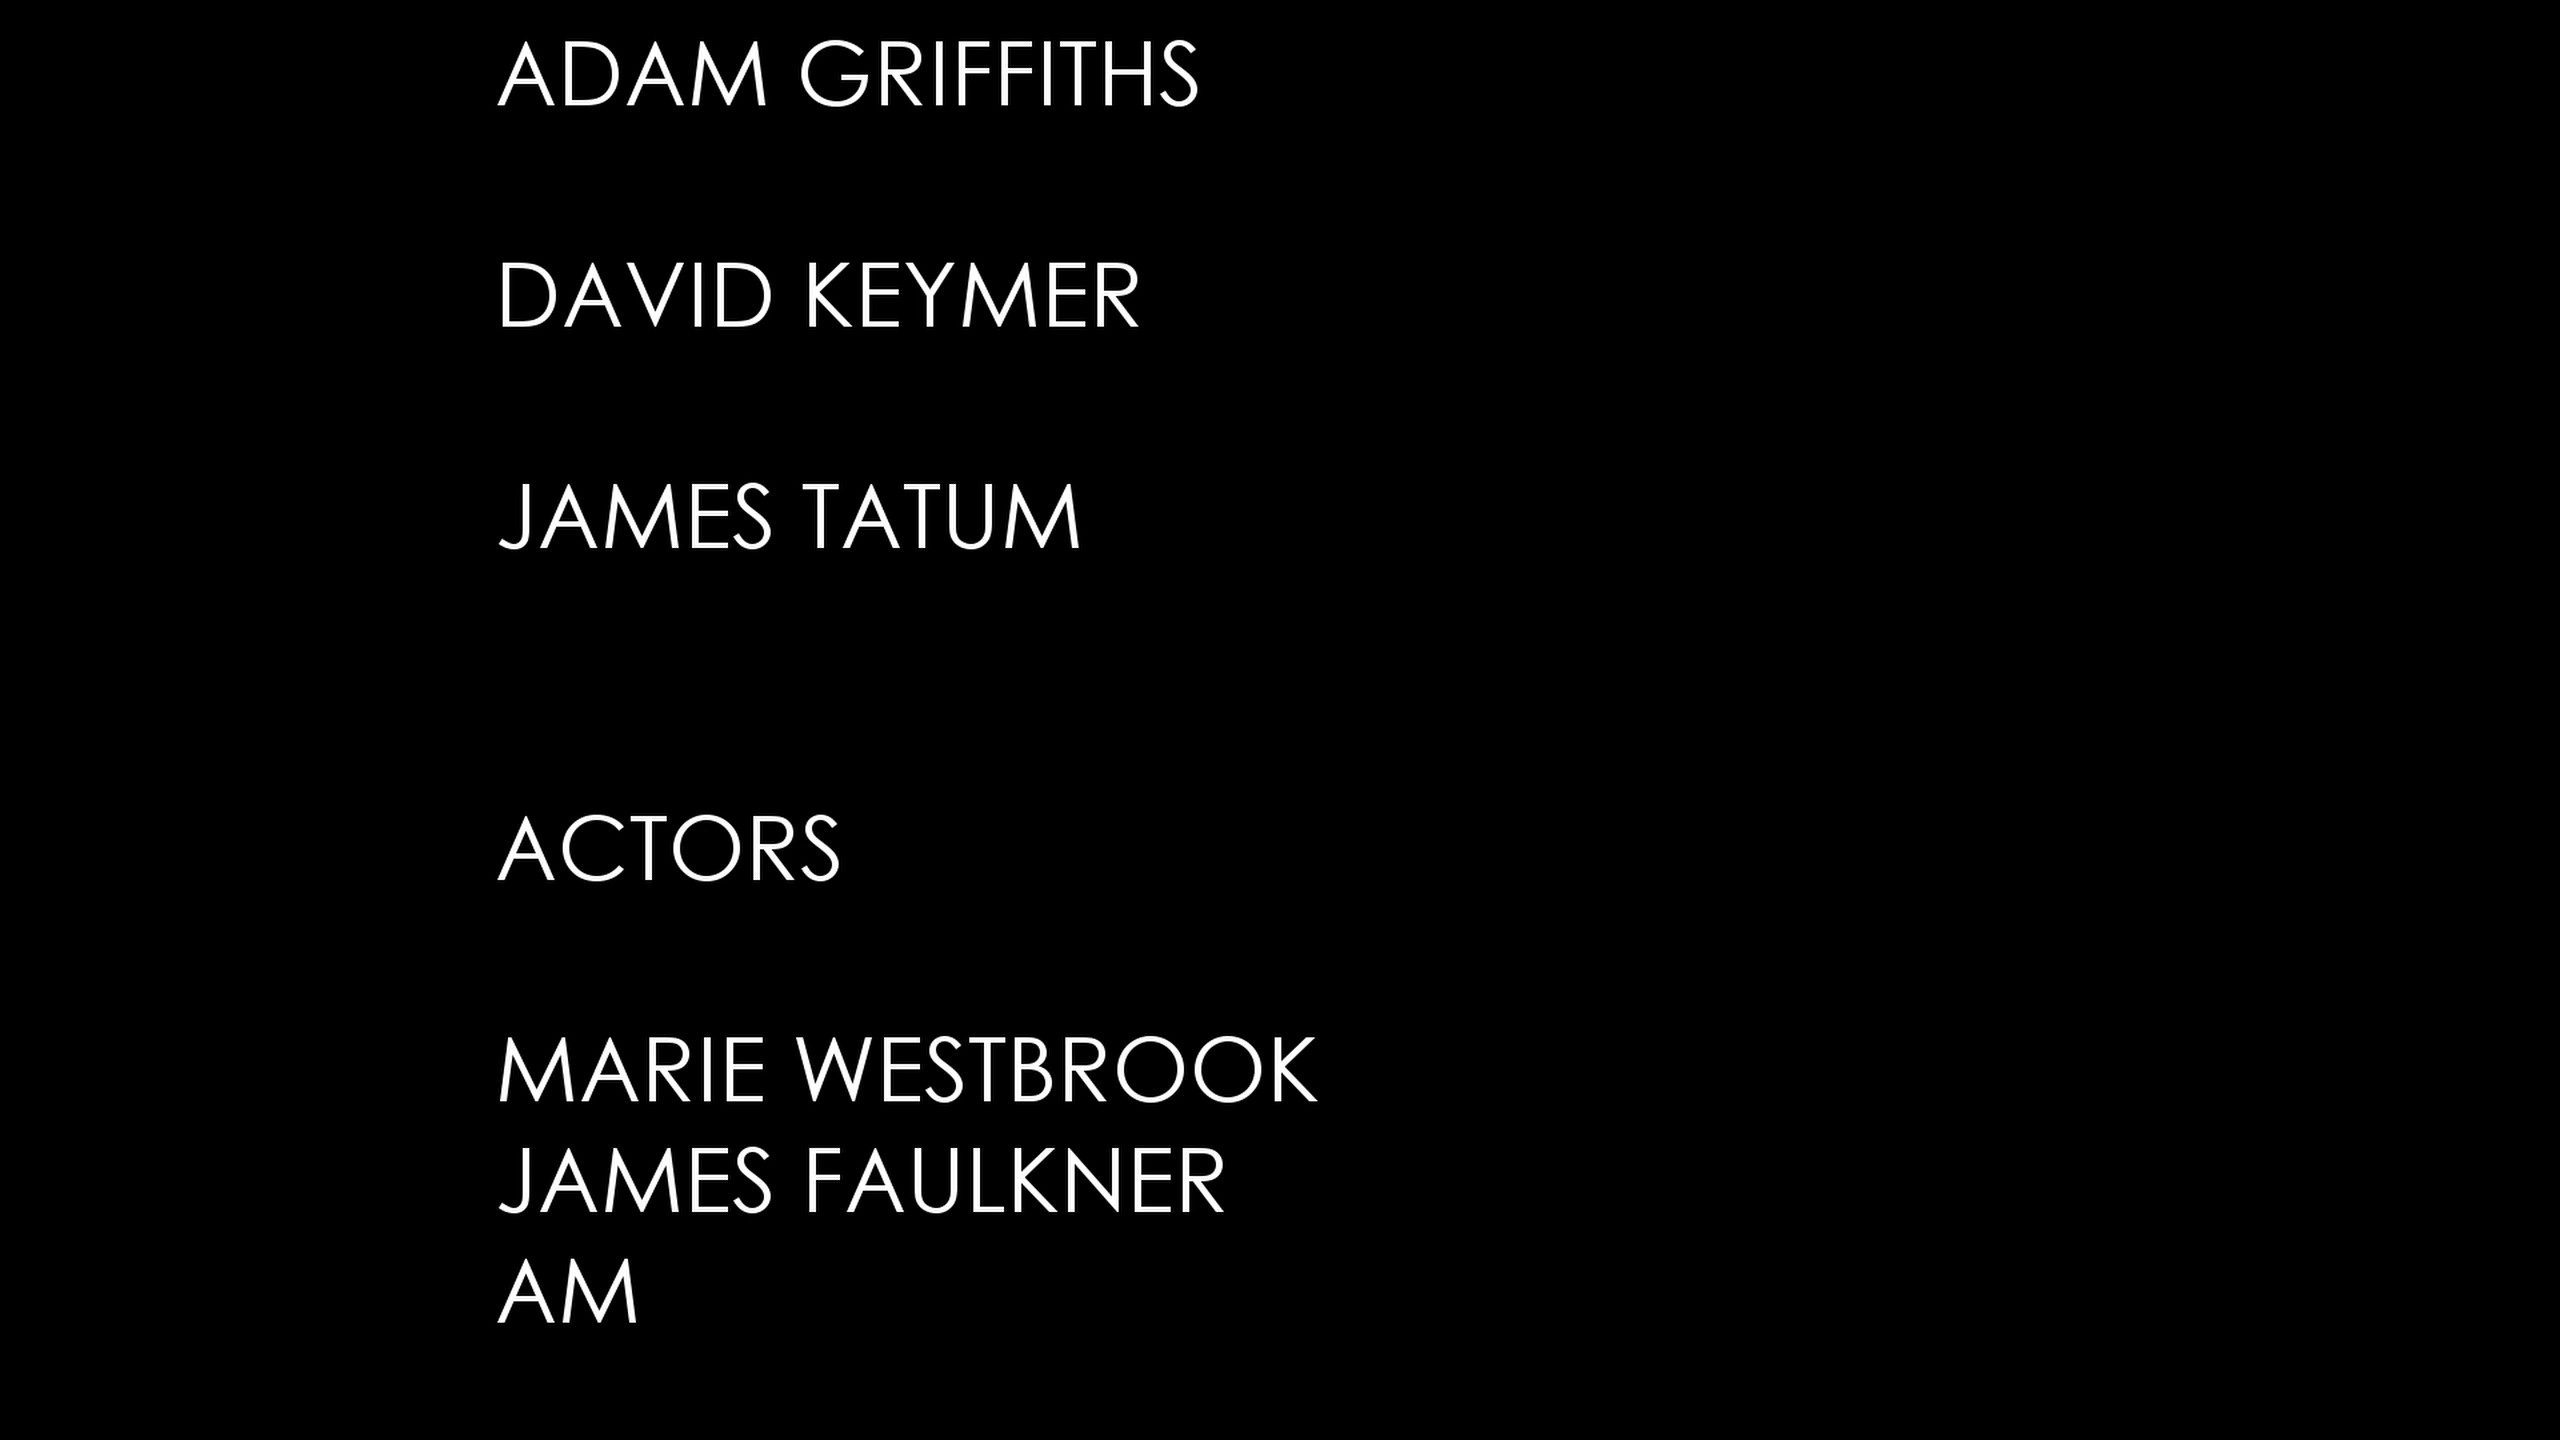 ADAM GRIFFITHS
DAVID KEYMER
JAMES TATUM
ACTORS
MARIE WESTBROOK
JAMES FAULKNER
AM